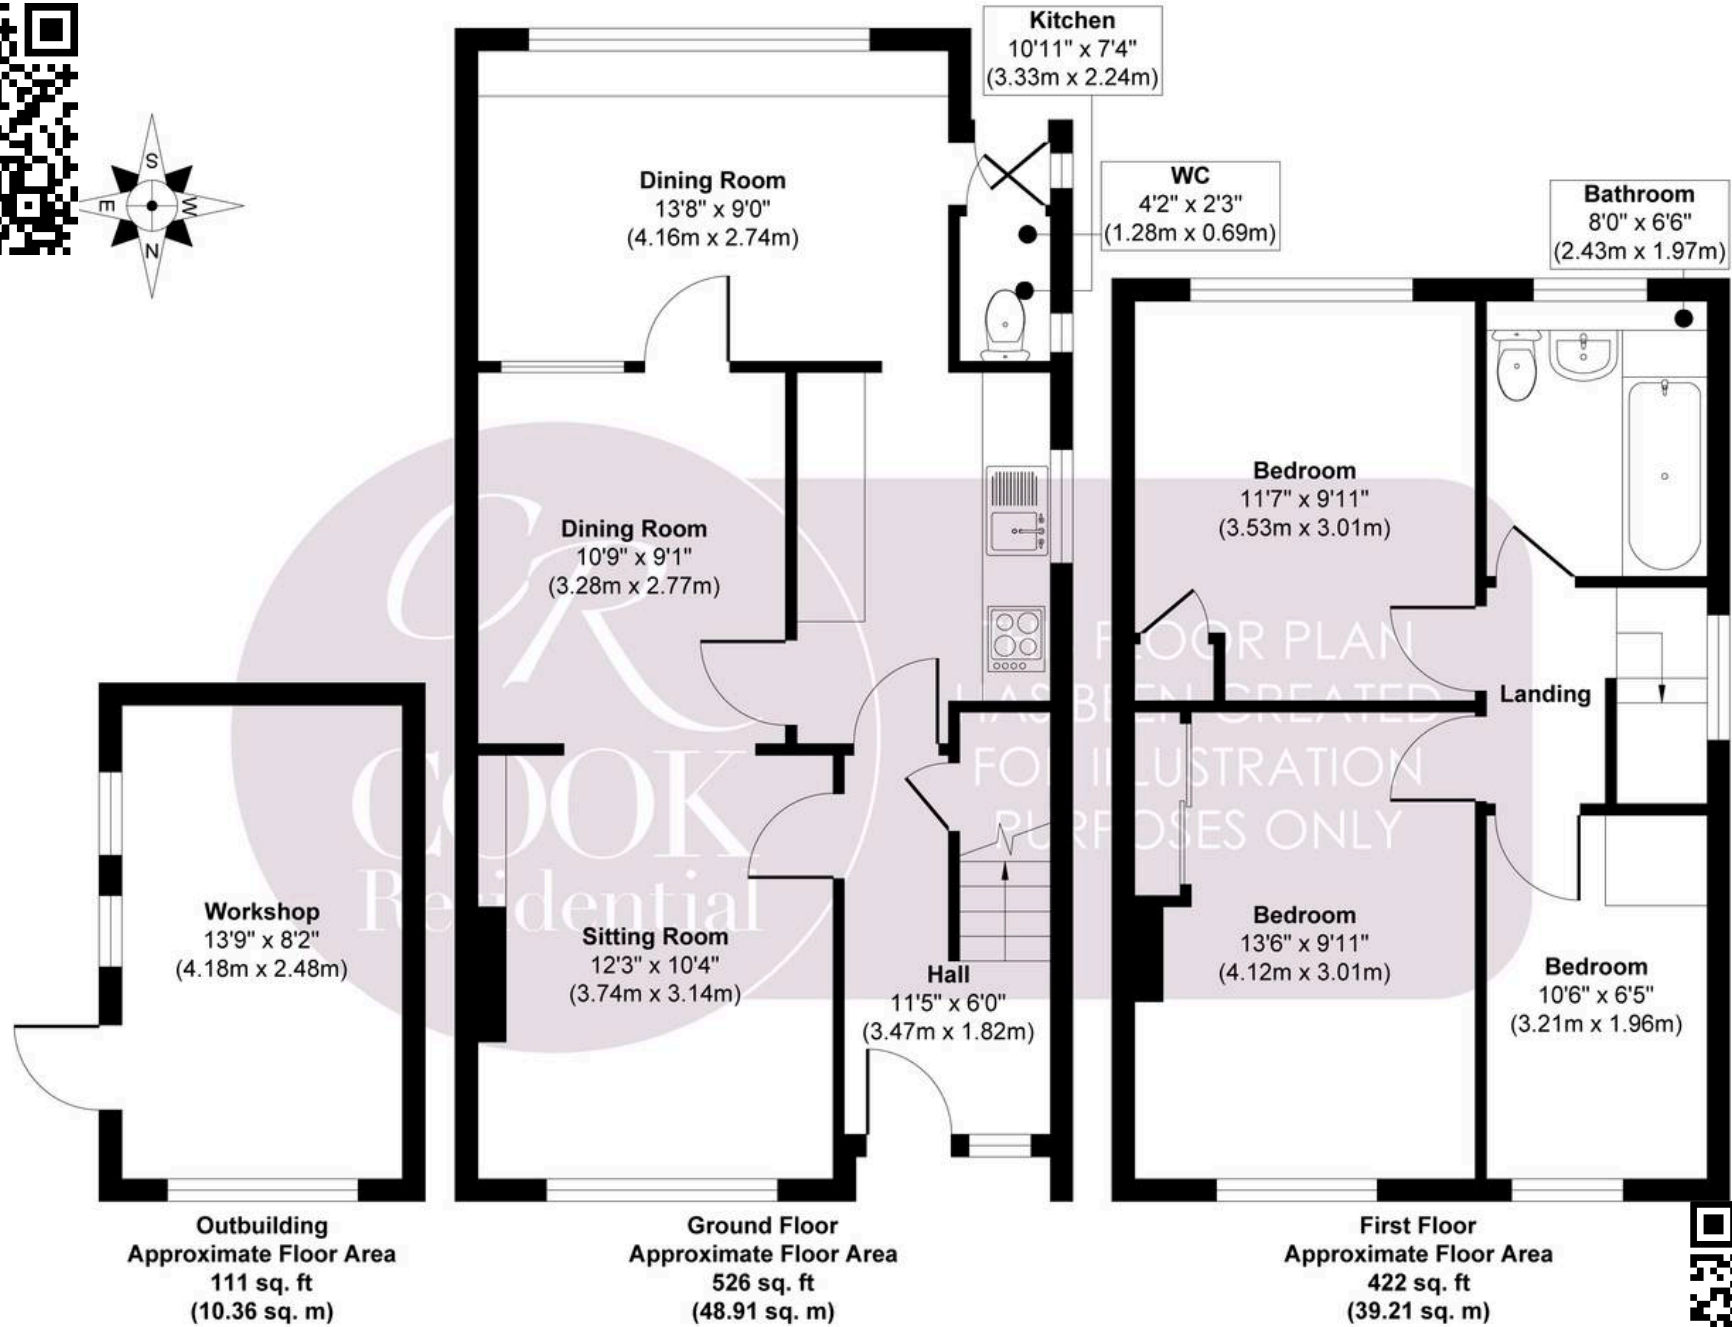 Kitchen
10'11" x 7'4"
(3.33m x 2.24m)
S
E
W
N
Dining Room
13'8" x 9'0"
(4.16m x 2.74m)
WC
4'2" x 2'3"
(1.28m x 0.69m)
Bathroom
8'0" x 6'6"
(2.43m x 1.97m)
Dining Room
10'9" x 9'1"
(3.28m x 2.77m)
Bedroom
11'7" x 9'11"
(3.53m x 3.01m)
Landing
CR
COOK
Residential
THE FLOOR PLAN
HAS BEEN CREATED
FOR ILLUSTRATION
PURPOSES ONLY
Workshop
13'9" x 8'2"
(4.18m x 2.48m)
Sitting Room
12'3" x 10'4"
(3.74m x 3.14m)
Hall
11'5" x 6'0"
(3.47m x 1.82m)
Bedroom
13'6" x 9'11"
(4.12m x 3.01m)
Bedroom
10'6" x 6'5"
(3.21m x 1.96m)
Outbuilding
Approximate Floor Area
111 sq. ft
(10.36 sq. m)
Ground Floor
Approximate Floor Area
526 sq. ft
(48.91 sq. m)
First Floor
Approximate Floor Area
422 sq. ft
(39.21 sq. m)